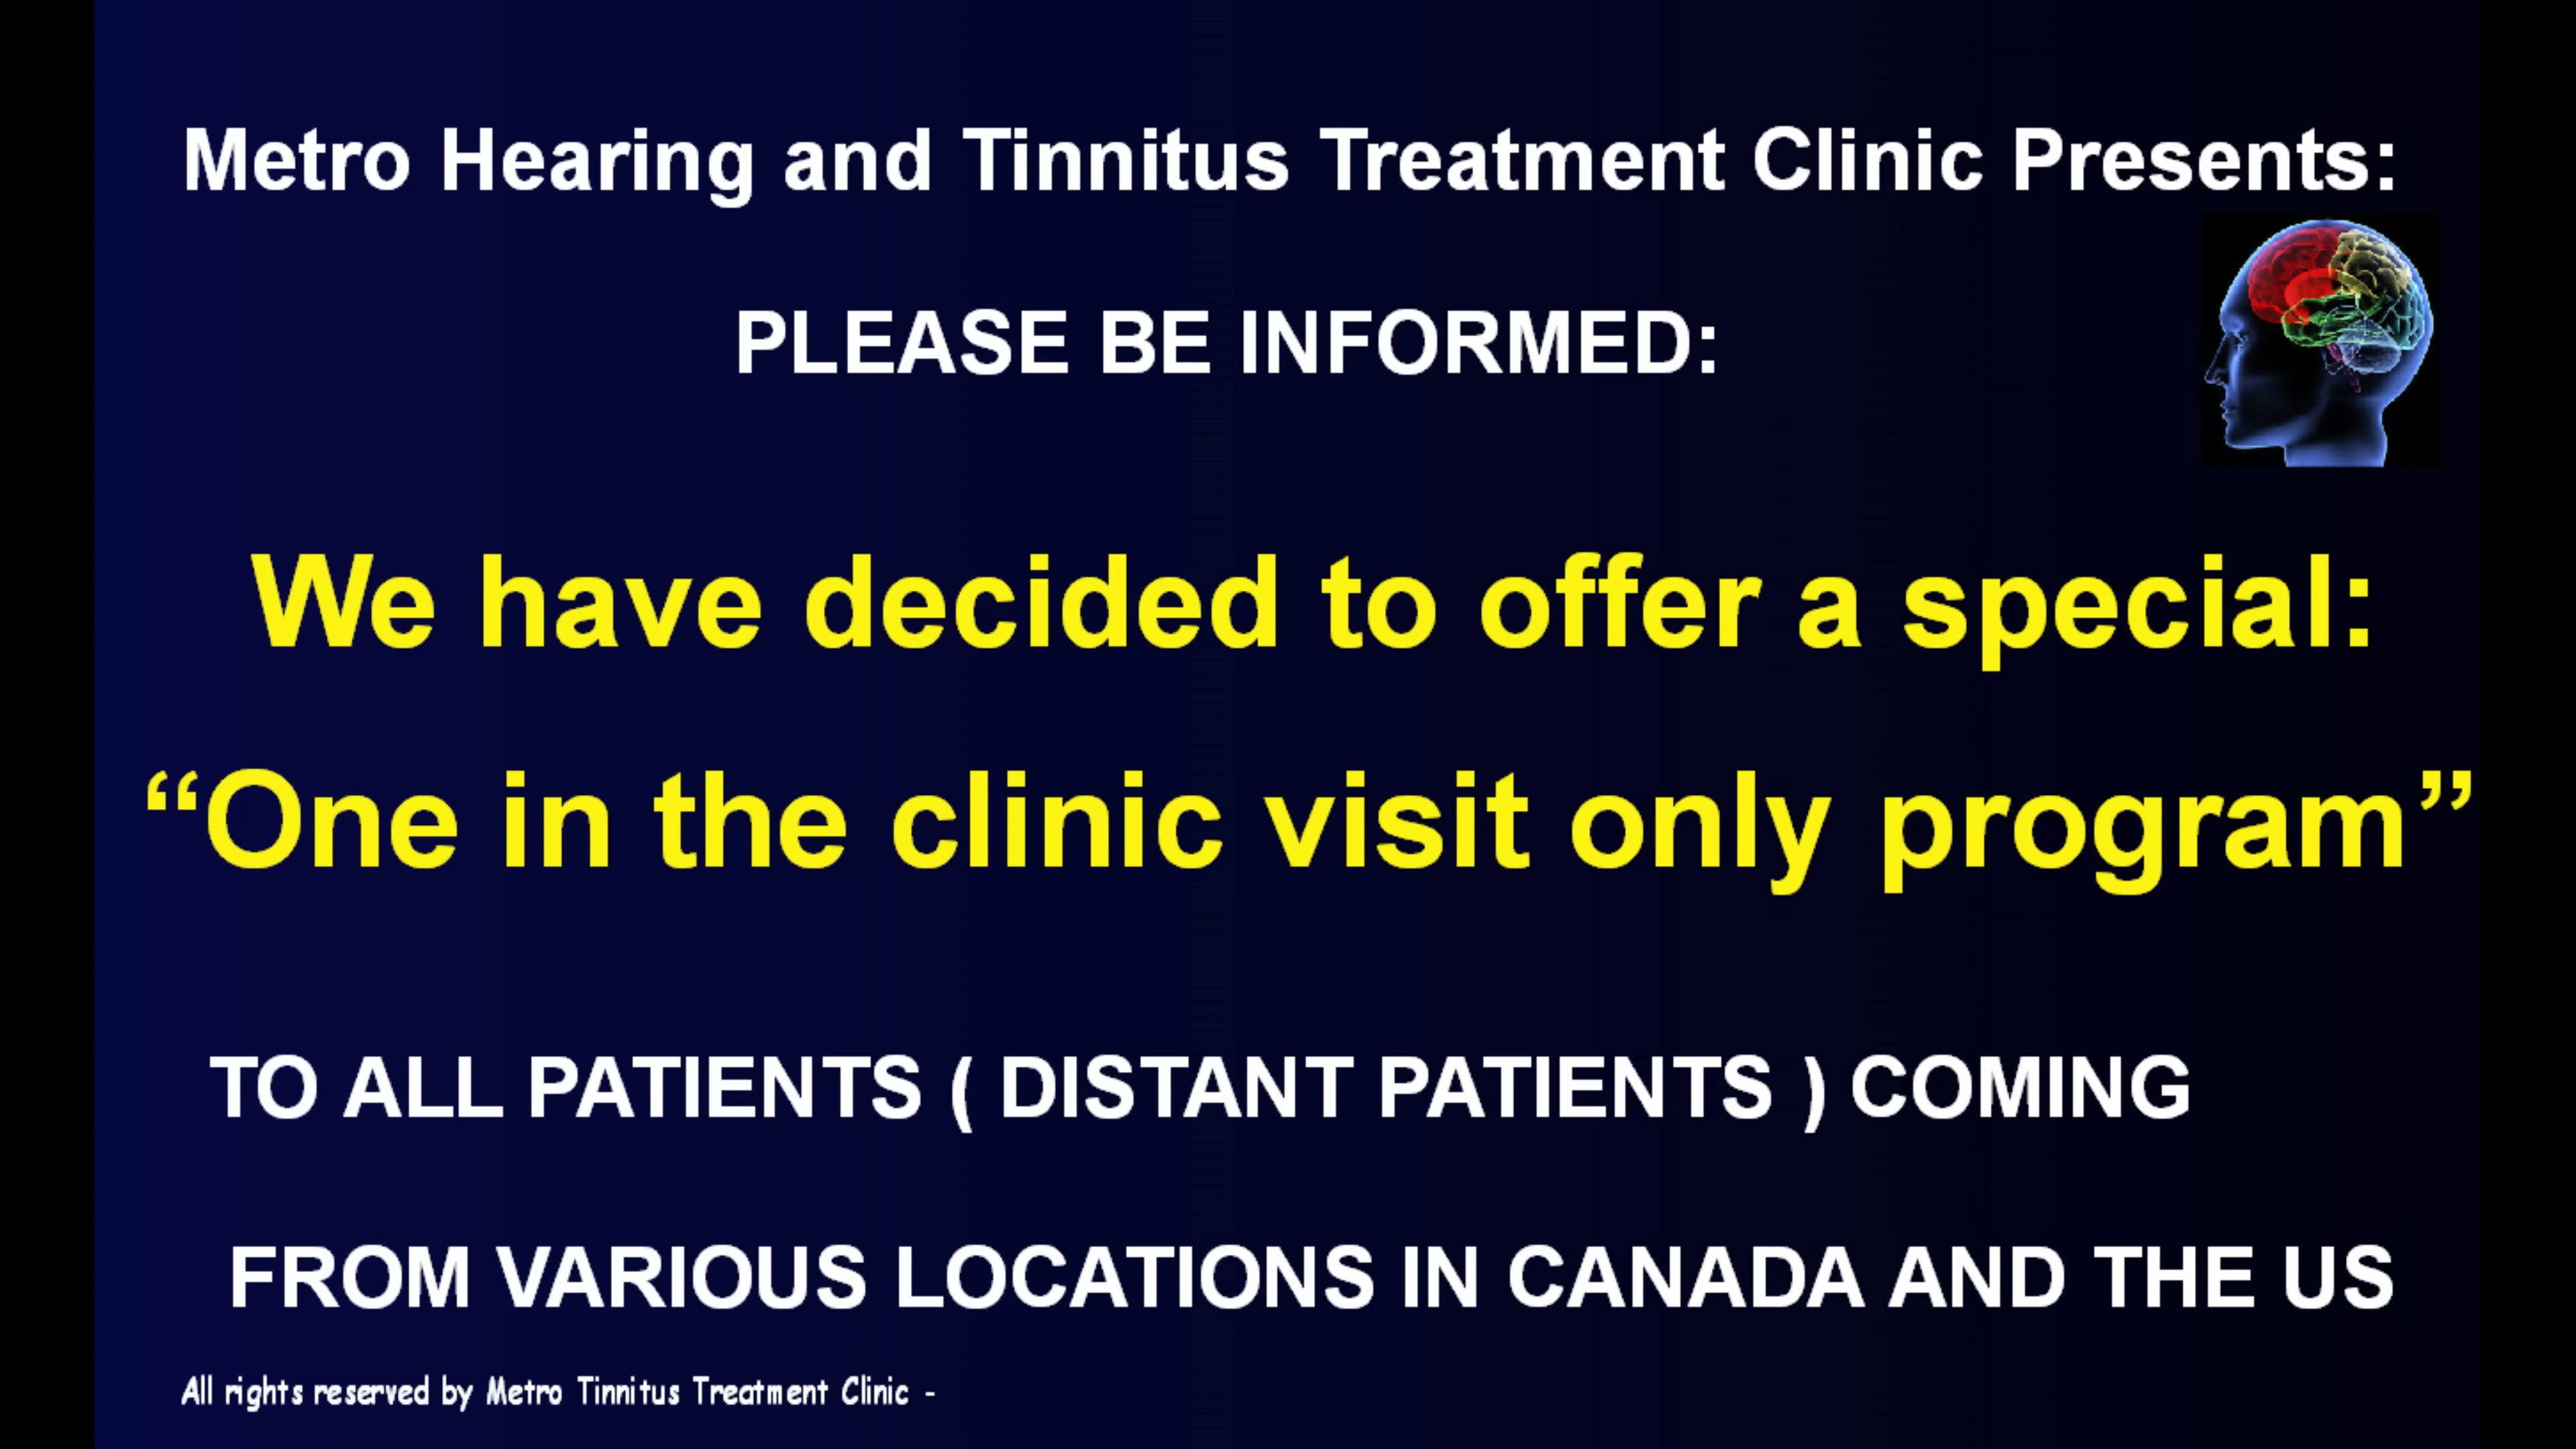 Metro Hearing and Tinnitus Treatment Clinic Presents:
PLEASE BE INFORMED:
We have decided to offer a special:
“One in the clinic visit only program”
TO ALL PATIENTS ( DISTANT PATIENTS ) COMING
FROM VARIOUS LOCATIONS IN CANADA AND THE US
All rights reserved by Metro Tinnitus Treatment Clinic -